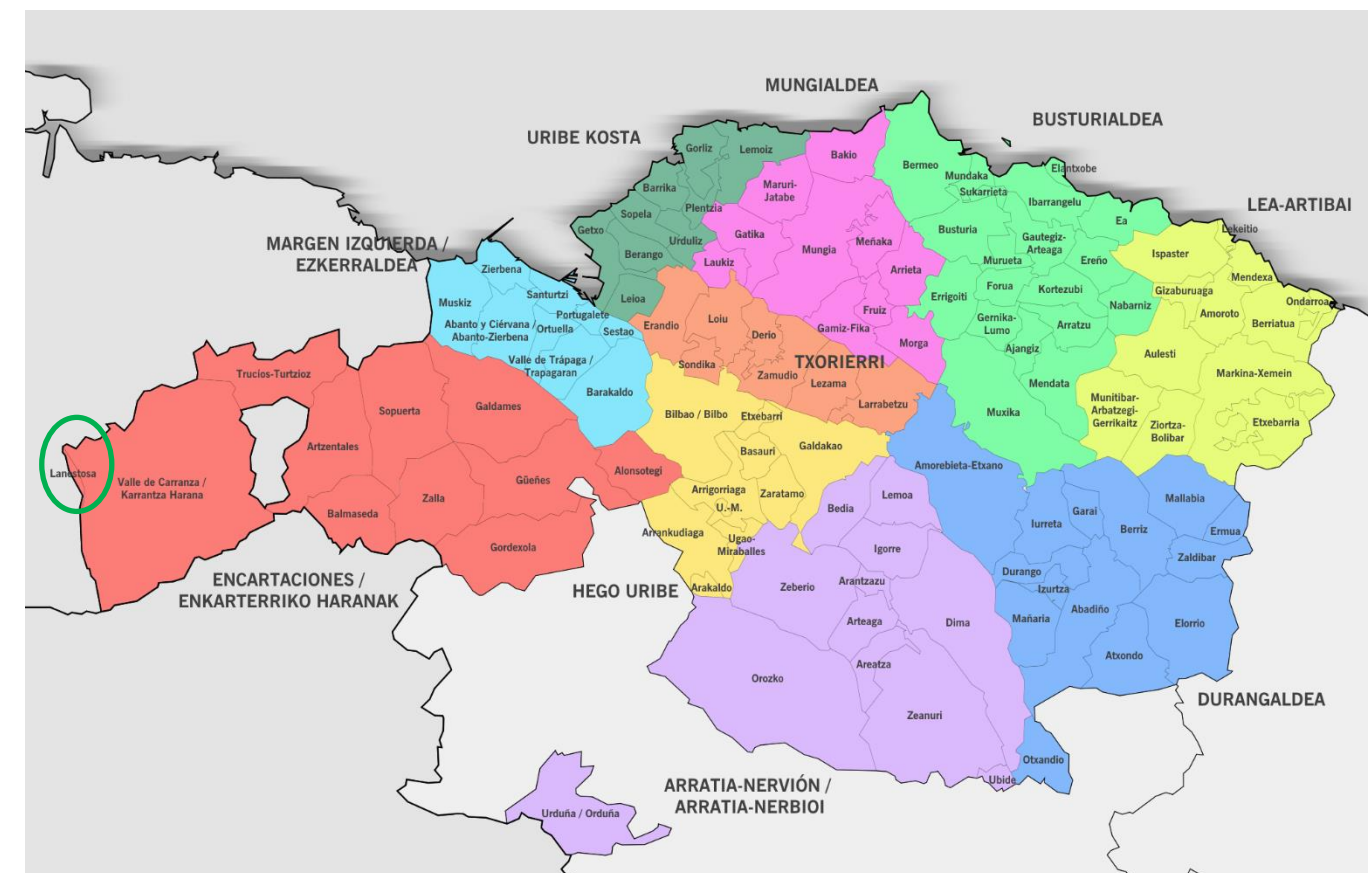 MUNGIALDEA
BUSTURIALDEA
URIBE KOSTA
LEA-ARTIBAI
MARGEN IZQUIERDA /
EZKERRALDEA
TXORIERRI
ENCARTACIONES /
ENKARTERRIKO HARANAK
HEGO URIBE
DURANGALDEA
ARRATIA-NERVIÓN /
ARRATIA-NERBIOI
Gorliz
Lemoiz
Barrika
Plentzia
Sopela
Getxo
Urduliz
Berango
Leioa
Bakio
Maruri-
Jatabe
Gatika
Mungia
Meñaka
Laukiz
Arrieta
Fruiz
Gamiz-Fika
Morga
Bermeo
Mundaka
Sukarrieta
Elantxobe
Ibarrangelu
Ea
Busturia
Gautegiz-
Arteaga
Murueta
Ereño
Errigoiti
Forua
Kortezubi
Nabarniz
Gernika-
Lumo
Arratzu
Ajangiz
Mendata
Muxika
Lekeitio
Ispaster
Mendexa
Gizaburuaga
Ondarroa
Amoroto
Berriatua
Aulesti
Markina-Xemein
Munitibar-
Arbatzegi-
Gerrikaitz
Ziortza-
Bolibar
Etxebarria
Zierbena
Muskiz
Santurtzi
Portugalete
Abanto y Ciérvana /
Abanto-Zierbena
Ortuella
Sestao
Valle de Trápaga /
Trapagaran
Barakaldo
Erandio
Loiu
Derio
Sondika
Zamudio
Lezama
Larrabetzu
Trucíos-Turtzioz
Sopuerta
Galdames
Artzentales
Lanestosa
Valle de Carranza /
Karrantza Harana
Zalla
Güeñes
Alonsotegi
Balmaseda
Gordexola
Bilbao / Bilbo
Etxebarri
Basauri
Galdakao
Arrigorriaga
U.-M.
Zaratamo
Arrankudiaga
Ugao-
Miraballes
Arakaldo
Bedia
Lemoa
Igorre
Zeberio
Arantzazu
Arteaga
Dima
Areatza
Orozko
Zeanuri
Ubide
Urduña / Orduña
Amorebieta-Etxano
Mallabia
Garai
Iurreta
Berriz
Ermua
Zaldibar
Durango
Izurtza
Mañaria
Abadiño
Elorrio
Atxondo
Otxandio